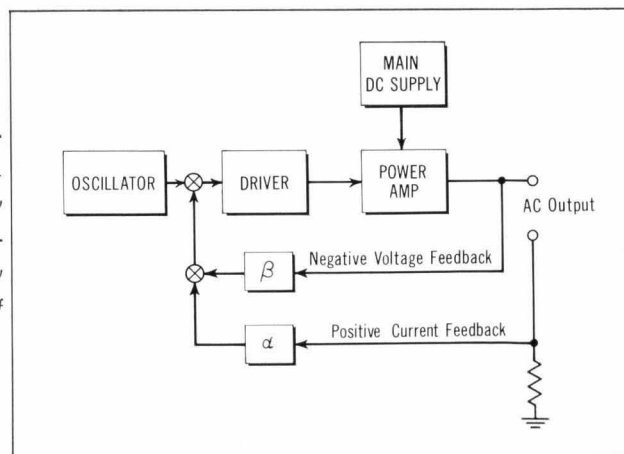 MAIN
DC SUPPLY
OSCILLATOR
DRIVER
POWER
AMP
AC Output
β
Negative Voltage Feedback
α
Positive Current Feedback